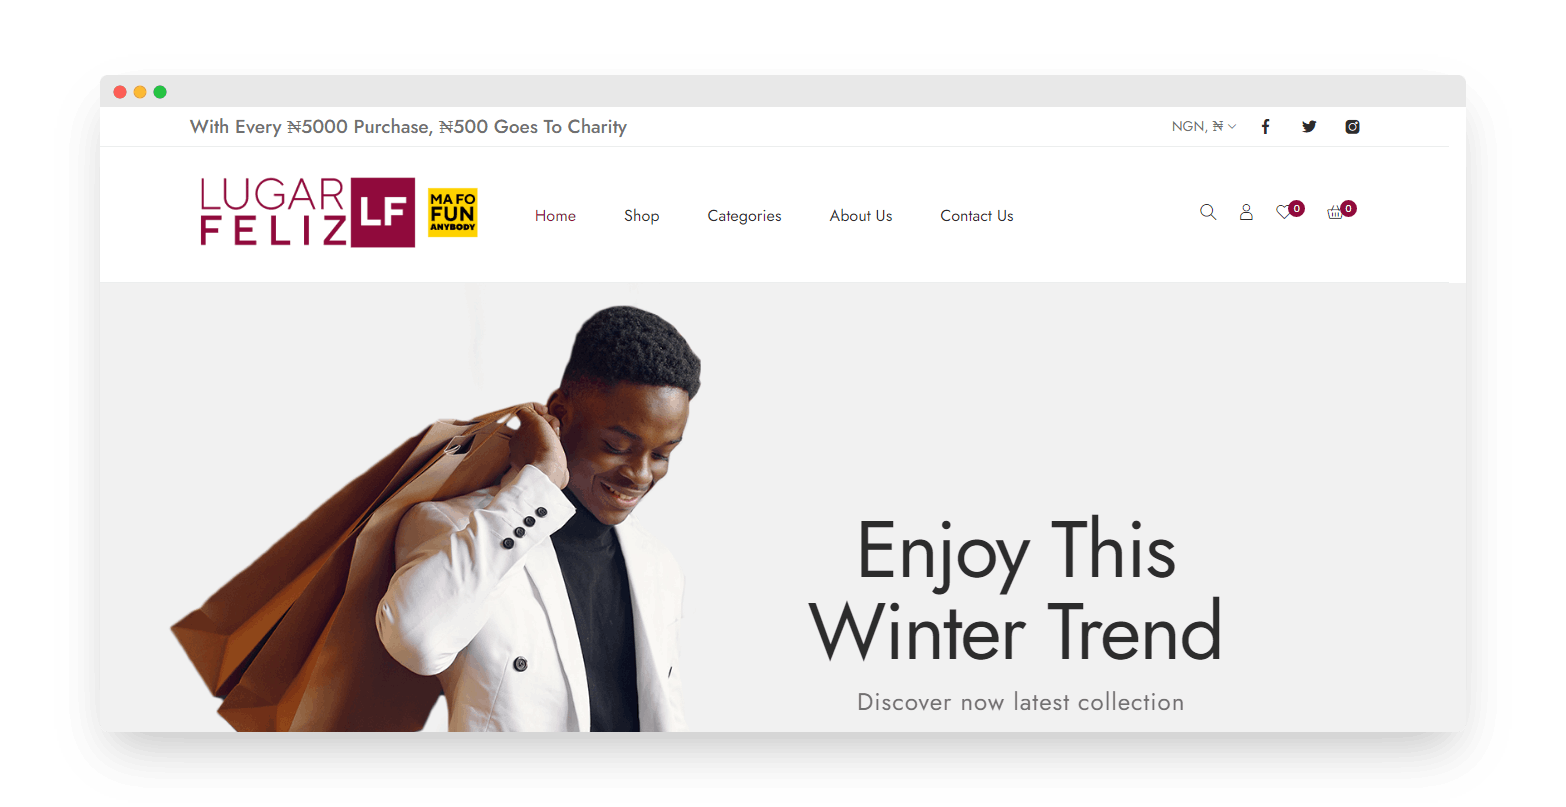 With Every ₦5000 Purchase, ₦500 Goes To Charity
NGN, ₦
LUGAR
FELIZ
LF
MA FO
FUN
ANYBODY
Home
Shop
Categories
About Us
Contact Us
0
0
Enjoy This
Winter Trend
Discover now latest collection